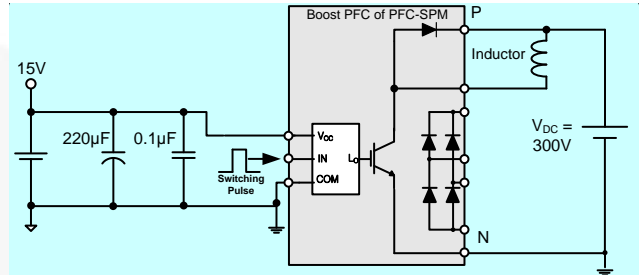 Boost PFC of PFC-SPM
P
Inductor
15V
220µF
0.1µF
VCC
IN
LO
COM
Switching
Pulse
VDC =
300V
N